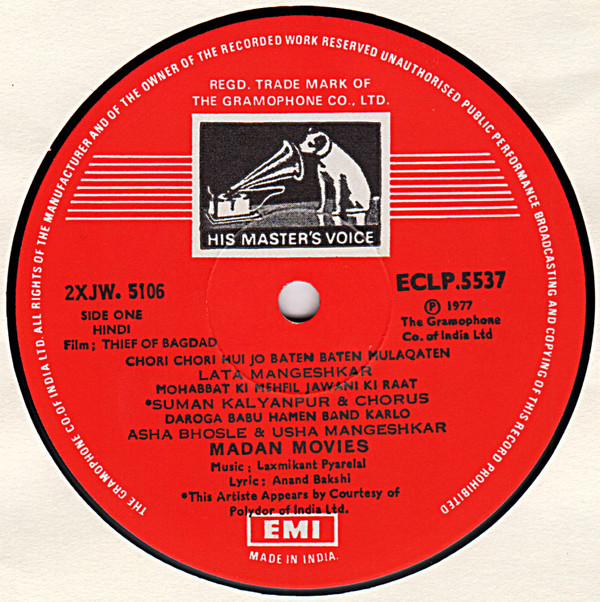 THE GRAMOPHONE CO. OF INDIA LTD. ALL RIGHTS OF THE MANUFACTURER AND OF THE OWNER OF THE RECORDED WORK RESERVED UNAUTHORISED PUBLIC PERFORMANCE BROADCASTING AND COPYING OF THIS RECORD PROHIBITED
REGD. TRADE MARK OF
THE GRAMOPHONE CO., LTD.
HIS MASTER'S VOICE
2XJW. 5106
ECLP.5537
SIDE ONE
HINDI
Film; THIEF OF BAGDAD
Ⓟ 1977
The Gramophone
Co. of India Ltd
CHORI CHORI HUI JO BATEN BATEN MULAQATEN
LATA MANGESHKAR
MOHABBAT KI MEHFIL JAWANI KI RAAT
*SUMAN KALYANPUR & CHORUS
DAROGA BABU HAMEN BAND KARLO
ASHA BHOSLE & USHA MANGESHKAR
MADAN MOVIES
Music; Laxmikant Pyarelal
Lyric; Anand Bakshi
*This Artiste Appears by Courtesy of
Polydor of India Ltd.
EMI
MADE IN INDIA.